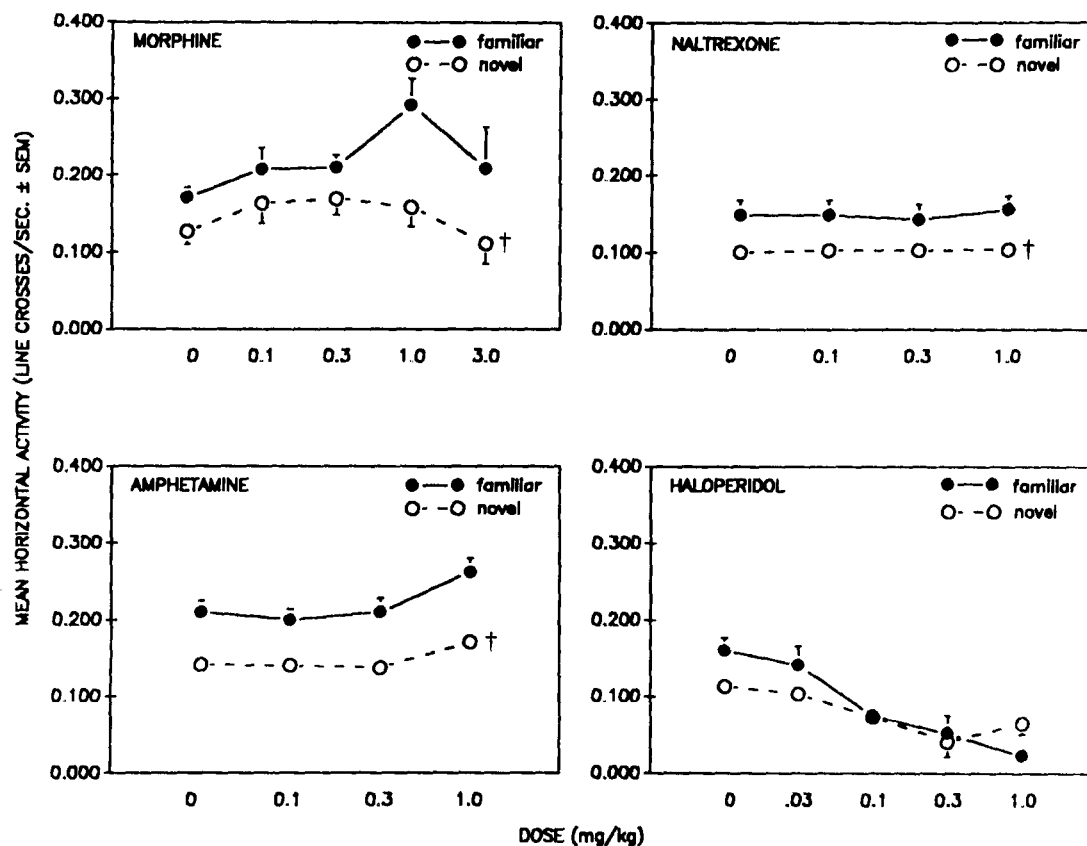 MEAN HORIZONTAL ACTIVITY (LINE CROSSES/SEC. ± SEM)
MORPHINE
familiar
novel
0.400
0.300
0.200
0.100
0.000
†
0 0.1 0.3 1.0 3.0
NALTREXONE
familiar
novel
0.400
0.300
0.200
0.100
0.000
†
0 0.1 0.3 1.0
AMPHETAMINE
familiar
novel
0.400
0.300
0.200
0.100
0.000
†
0 0.1 0.3 1.0
HALOPERIDOL
familiar
novel
0.400
0.300
0.200
0.100
0.000
0 .03 0.1 0.3 1.0
DOSE (mg/kg)